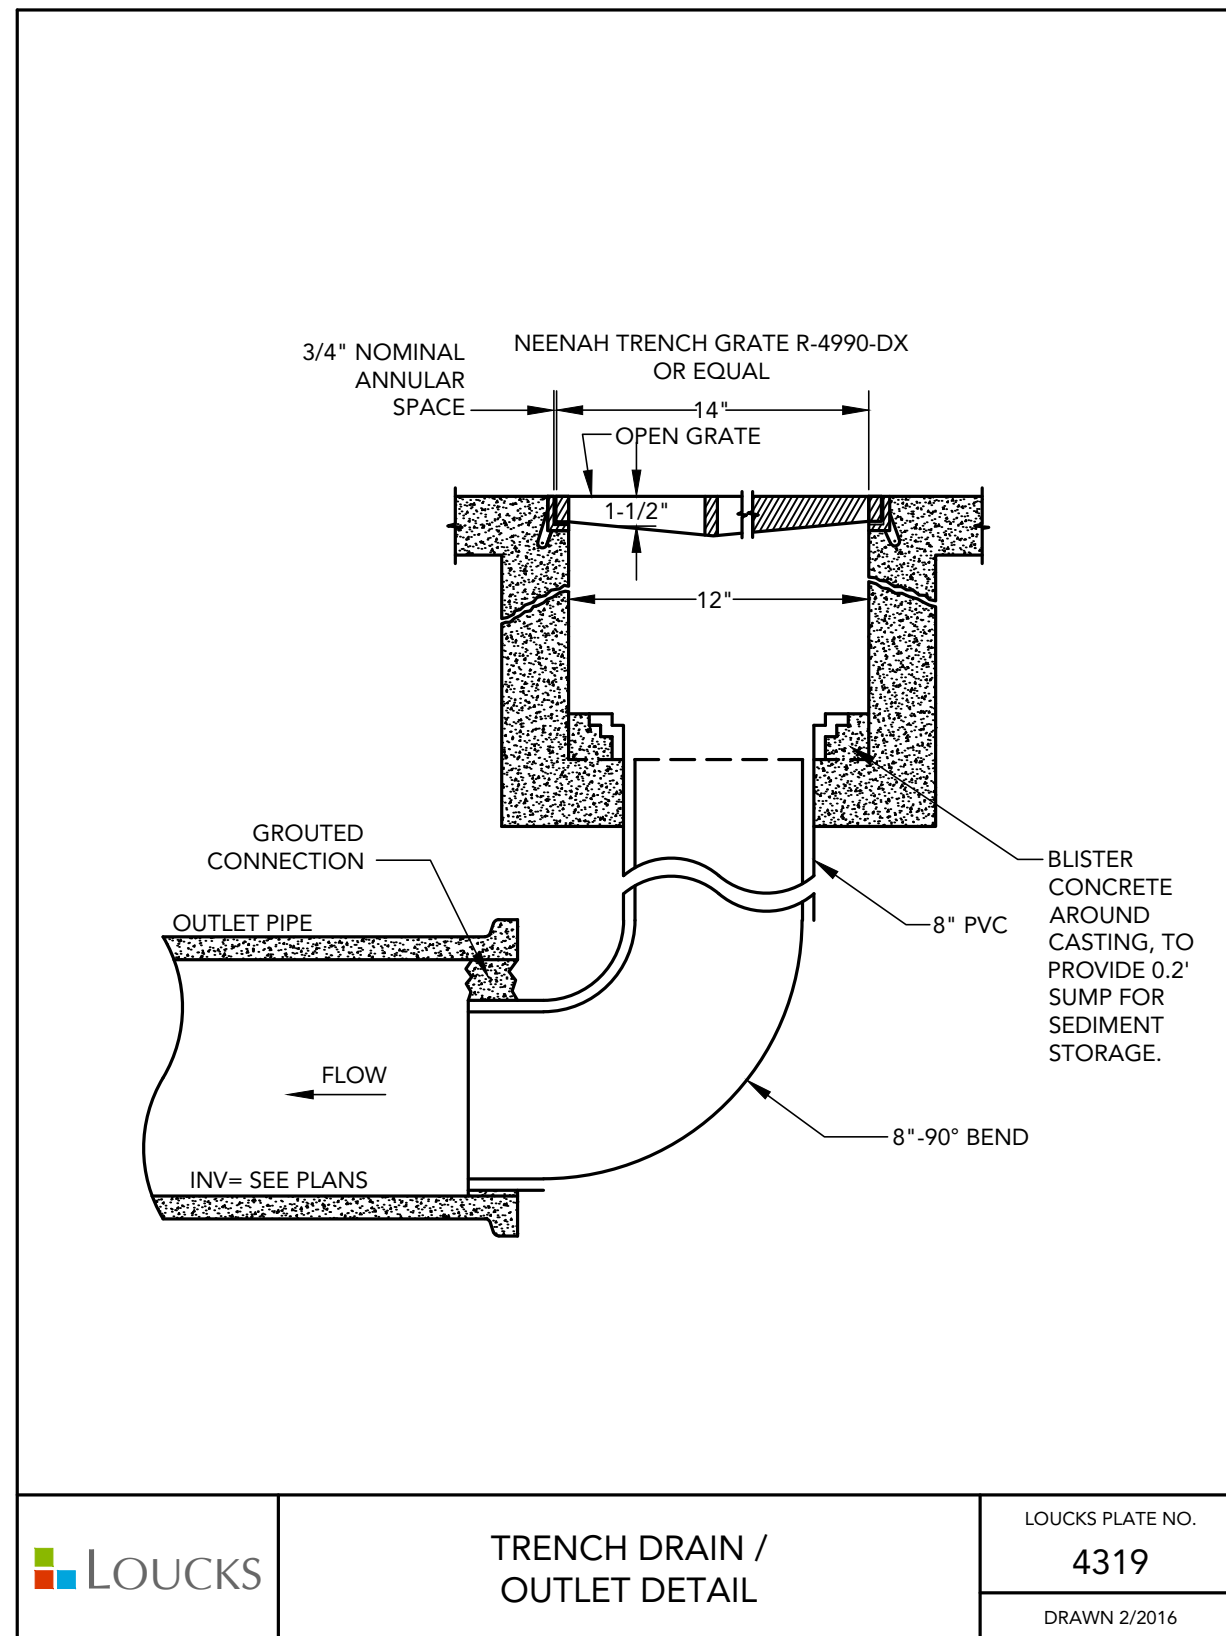 3/4" NOMINAL
ANNULAR
SPACE
NEENAH TRENCH GRATE R-4990-DX
OR EQUAL
14"
OPEN GRATE
1-1/2"
12"
GROUTED
CONNECTION
OUTLET PIPE
BLISTER
CONCRETE
AROUND
CASTING, TO
PROVIDE 0.2'
SUMP FOR
SEDIMENT
STORAGE.
8" PVC
FLOW
8"-90° BEND
INV= SEE PLANS
LOUCKS
TRENCH DRAIN /
OUTLET DETAIL
LOUCKS PLATE NO.
4319
DRAWN 2/2016